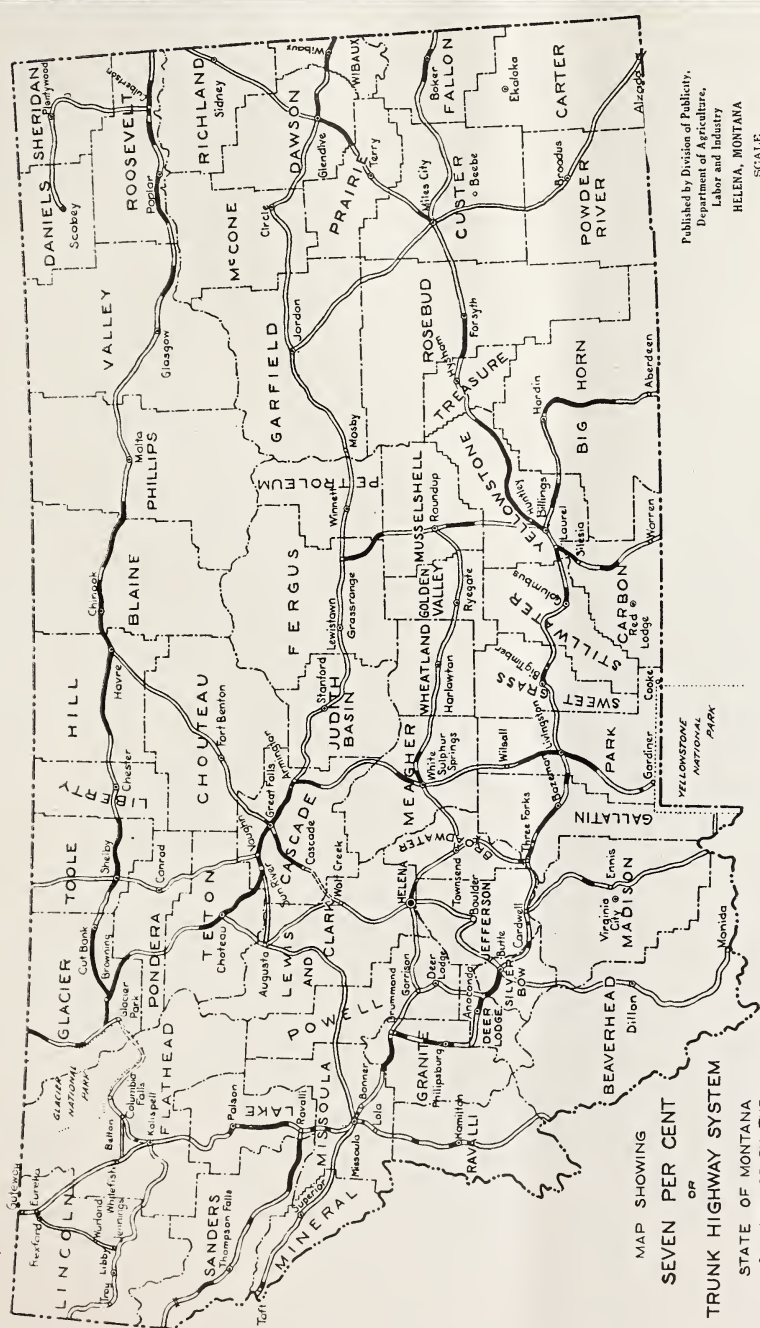 MAP SHOWING
SEVEN PER CENT
OR
TRUNK HIGHWAY SYSTEM
STATE OF MONTANA
Published by Division of Publicity,
Department of Agriculture,
Labor and Industry
HELENA, MONTANA
SCALE
LINCOLN
Gateway
Eureka
Rexford
Troy
Libby
Warland
Jennings
Whitefish
FLATHEAD
Columbia
Falls
Belton
Kalispell
GLACIER
NATIONAL
PARK
GLACIER
Glacier
Park
Browning
Cut Bank
TOOLE
Shelby
LIBERTY
Chester
HILL
Havre
BLAINE
Chinook
PHILLIPS
Malta
VALLEY
Glasgow
DANIELS
Scobey
SHERIDAN
Plentywood
ROOSEVELT
Poplar
Culbertson
RICHLAND
Sidney
SANDERS
Thompson Falls
LAKE
Polson
Ravalli
MINERAL
Taft
Superior
MISSOULA
Missoula
Bonner
Lolo
RAVALLI
Hamilton
PONDERA
Conrad
TETON
Choteau
CHOUTEAU
Fort Benton
CASCADE
Great Falls
Vaughn
Sun River
Cascade
Armington
LEWIS
AND
CLARK
Augusta
Wolf Creek
HELENA
POWELL
Drummond
Garrison
Deer
Lodge
GRANITE
Philipsburg
DEER
LODGE
Anaconda
SILVER
BOW
Butte
JEFFERSON
Boulder
Cardwell
BROADWATER
Townsend
MEAGHER
White
Sulphur
Springs
JUDITH
BASIN
Stanford
FERGUS
Lewistown
Grassrange
PETROLEUM
Winnett
GARFIELD
Mosby
Jordon
McCONE
Circle
DAWSON
Glendive
WIBAUX
Wibaux
PRAIRIE
Terry
WHEATLAND
Harlowton
GOLDEN
VALLEY
Ryegate
MUSSELSHELL
Roundup
ROSEBUD
Forsyth
TREASURE
Hysham
CUSTER
Miles City
Beebe
FALLON
Baker
BEAVERHEAD
Dillon
Monida
MADISON
Virginia
City
Ennis
GALLATIN
Three Forks
Bozeman
PARK
Livingston
Wilsall
Gardiner
Cooke
YELLOWSTONE
NATIONAL
PARK
SWEET
GRASS
Big Timber
STILLWATER
Columbus
CARBON
Red
Lodge
Warren
YELLOWSTONE
Laurel
Silesia
Billings
Huntley
BIG HORN
Hardin
Aberdeen
POWDER
RIVER
Broadus
CARTER
Ekalaka
Alzada